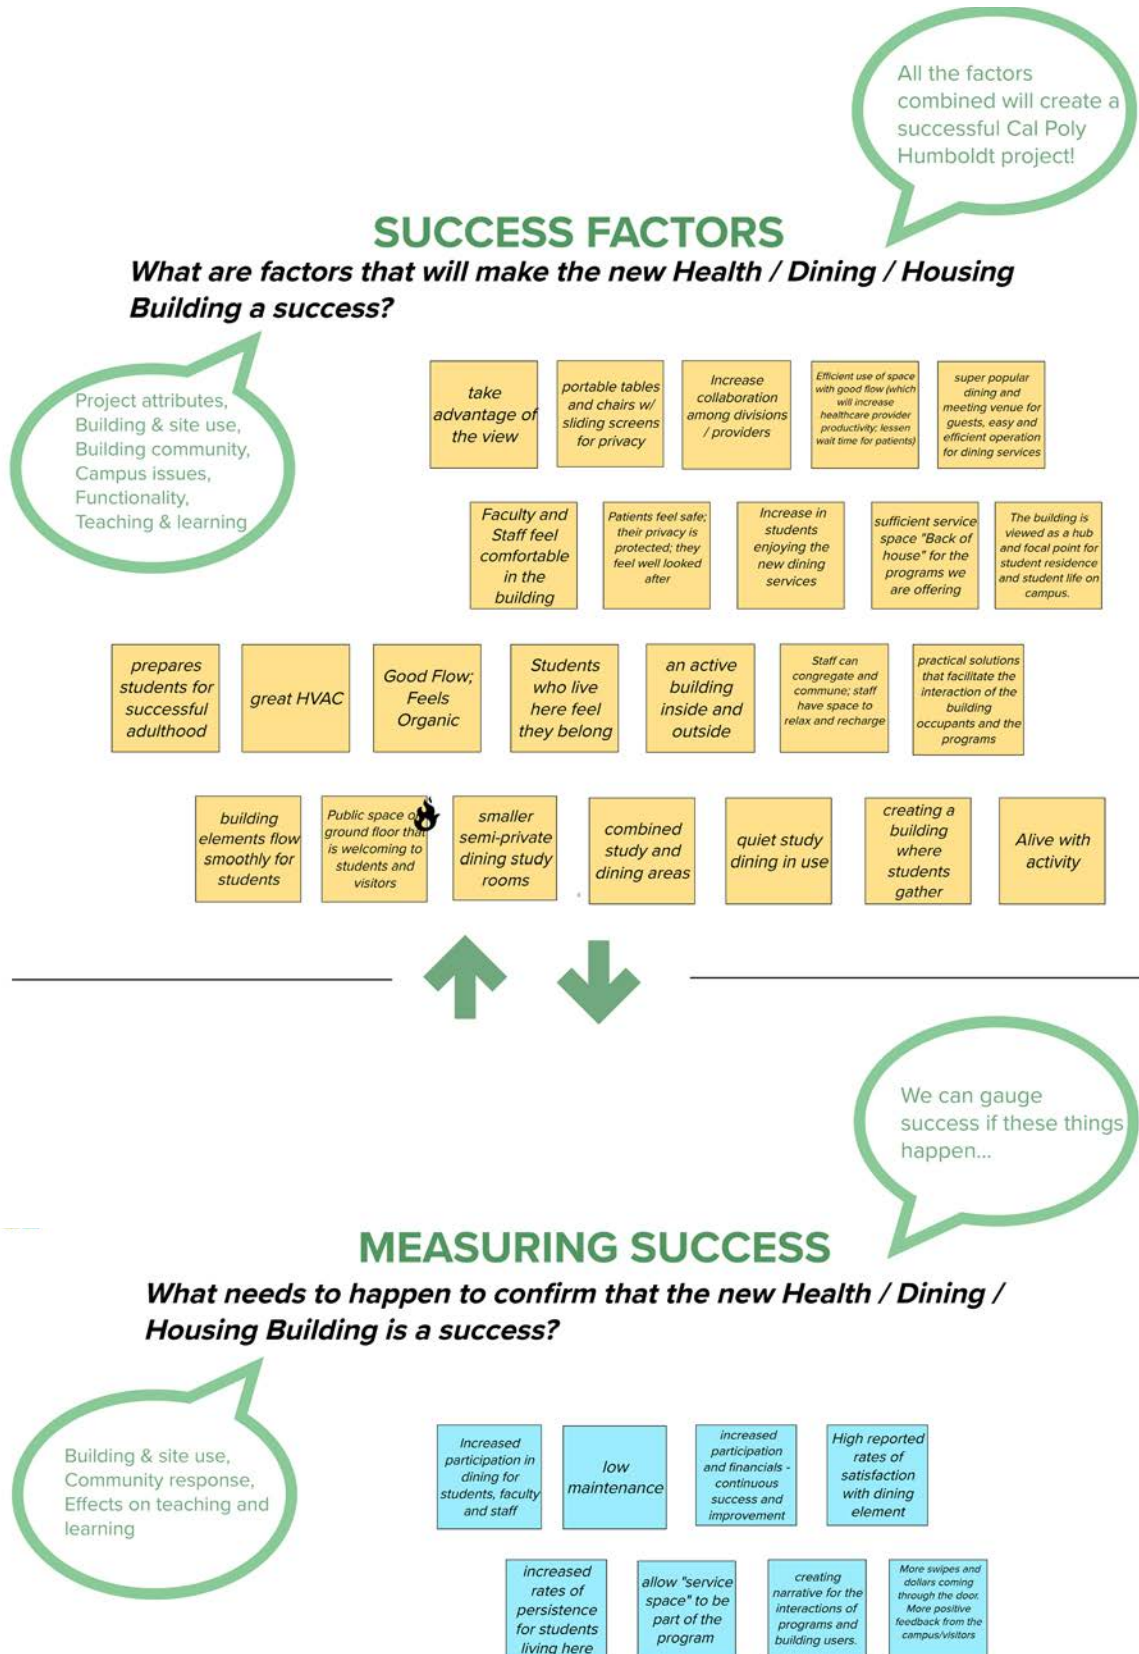 All the factors
combined will create a
successful Cal Poly
Humboldt project!
SUCCESS FACTORS
What are factors that will make the new Health / Dining / Housing
Building a success?
Project attributes,
Building & site use,
Building community,
Campus issues,
Functionality,
Teaching & learning
take
advantage of
the view
portable tables
and chairs w/
sliding screens
for privacy
Increase
collaboration
among divisions
/ providers
Efficient use of space
with good flow (which
will increase
healthcare provider
productivity; lessen
wait time for patients)
super popular
dining and
meeting venue for
guests, easy and
efficient operation
for dining services
Faculty and
Staff feel
comfortable
in the
building
Patients feel safe;
their privacy is
protected; they
feel well looked
after
Increase in
students
enjoying the
new dining
services
sufficient service
space "Back of
house" for the
programs we
are offering
The building is
viewed as a hub
and focal point for
student residence
and student life on
campus.
prepares
students for
successful
adulthood
great HVAC
Good Flow;
Feels
Organic
Students
who live
here feel
they belong
an active
building
inside and
outside
Staff can
congregate and
commune; staff
have space to
relax and recharge
practical solutions
that facilitate the
interaction of the
building
occupants and the
programs
building
elements flow
smoothly for
students
Public space
ground floor that
is welcoming to
students and
visitors
smaller
semi-private
dining study
rooms
combined
study and
dining areas
quiet study
dining in use
creating a
building
where
students
gather
Alive with
activity
We can gauge
success if these things
happen...
MEASURING SUCCESS
What needs to happen to confirm that the new Health / Dining /
Housing Building is a success?
Building & site use,
Community response,
Effects on teaching and
learning
Increased
participation in
dining for
students, faculty
and staff
low
maintenance
increased
participation
and financials -
continuous
success and
improvement
High reported
rates of
satisfaction
with dining
element
increased
rates of
persistence
for students
living here
allow "service
space" to be
part of the
program
creating
narrative for the
interactions of
programs and
building users.
More swipes and
dollars coming
through the door.
More positive
feedback from the
campus/visitors